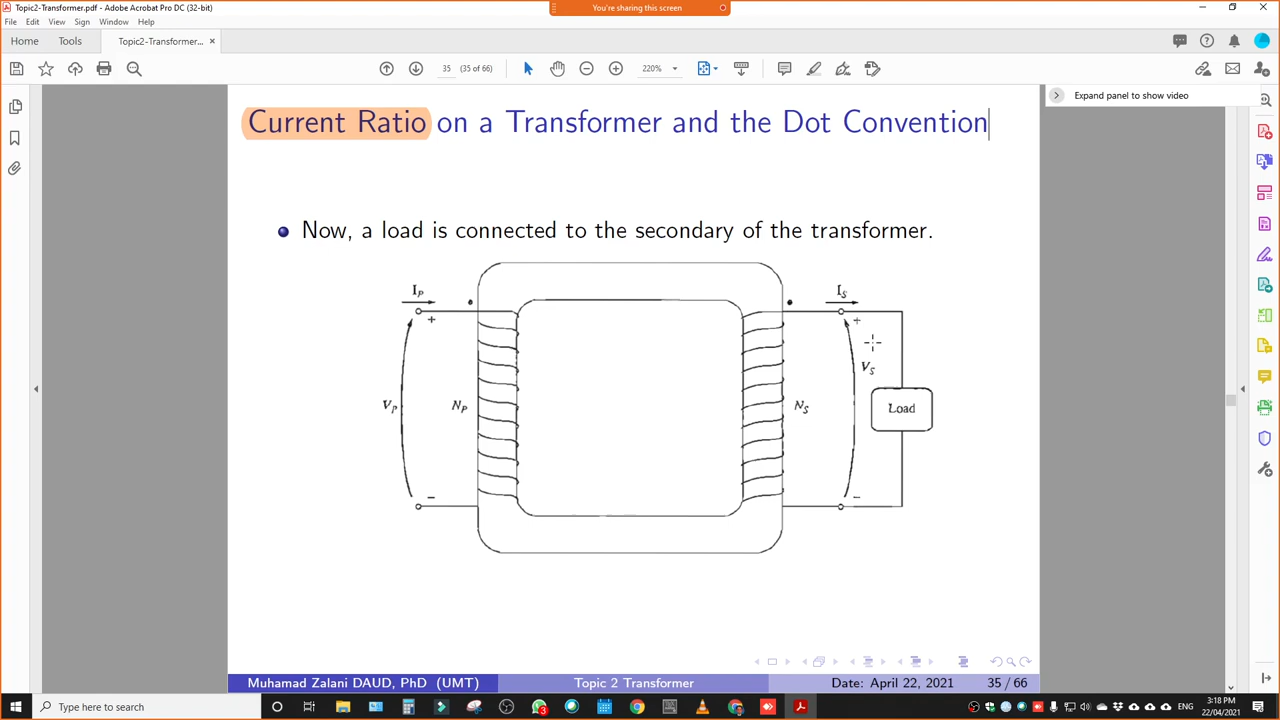 Topic2-Transformer.pdf - Adobe Acrobat Pro DC (32-bit)
You're sharing this screen
File Edit View Sign Window Help
Home Tools Topic2-Transformer... ×
35 (35 of 66) 220%
Expand panel to show video
Current Ratio on a Transformer and the Dot Convention
Now, a load is connected to the secondary of the transformer.
I_P I_S
+ +
V_S
V_P N_P N_S Load
− −
Muhamad Zalani DAUD, PhD (UMT) Topic 2 Transformer Date: April 22, 2021 35 / 66
3:18 PM
Type here to search ENG
22/04/2021